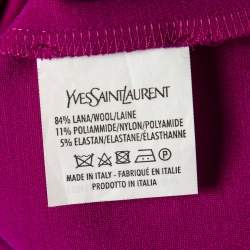 YVESSAINTLAURENT
84% LANA/WOOL/LAINE
11% POLIAMMIDE/NYLON/POLYAMIDE
5% ELASTAN/ELASTANE/ELASTHANNE
MADE IN ITALY - FABRIQUÉ EN ITALIE
PRODOTTO IN ITALIA